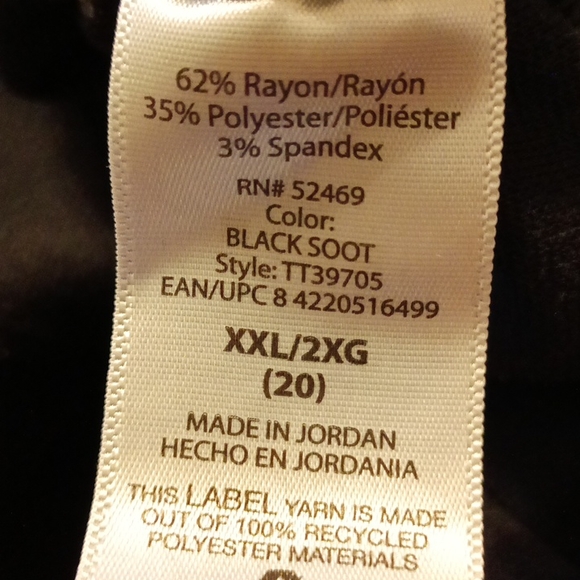 62% Rayon/Rayón
35% Polyester/Poliéster
3% Spandex
RN# 52469
Color:
BLACK SOOT
Style: TT39705
EAN/UPC 8 4220516499
XXL/2XG
(20)
MADE IN JORDAN
HECHO EN JORDANIA
THIS LABEL YARN IS MADE
OUT OF 100% RECYCLED
POLYESTER MATERIALS